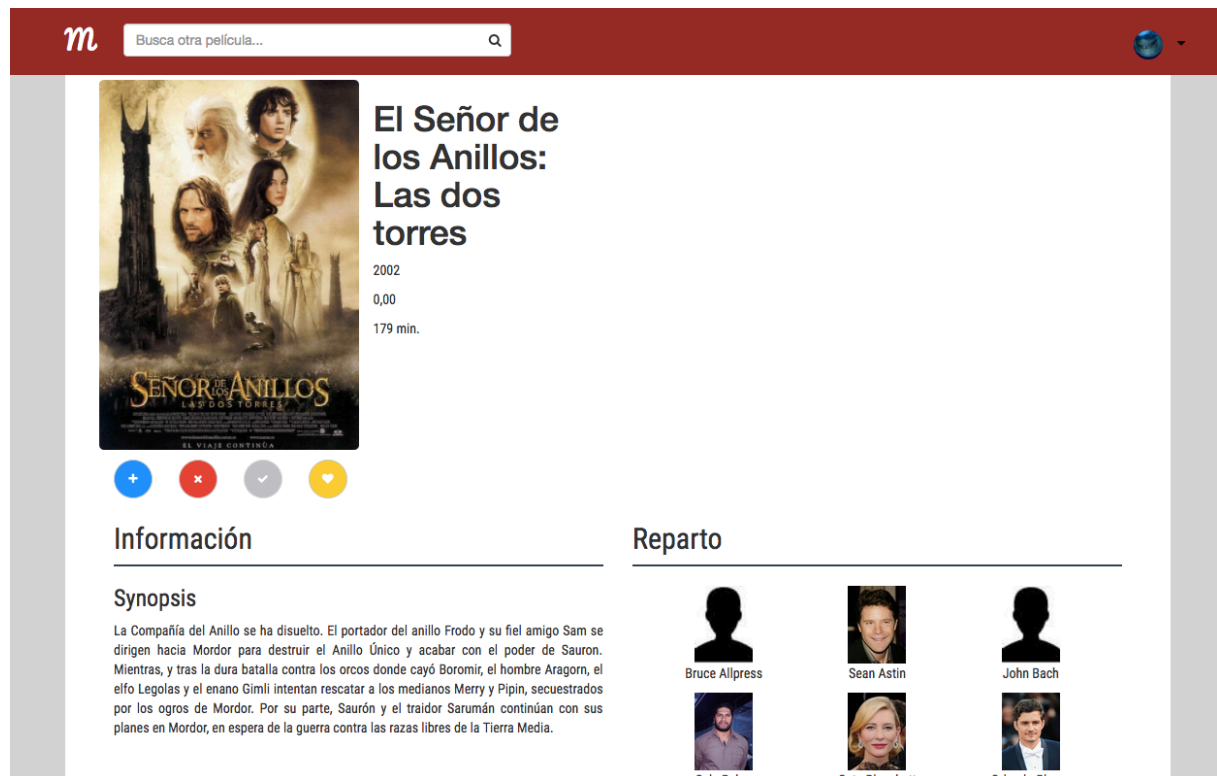 m
Busca otra película...
El Señor de
los Anillos:
Las dos
torres
2002
0,00
179 min.
EL SEÑOR DE LOS ANILLOS
LAS DOS TORRES
EL VIAJE CONTINÚA
Información
Synopsis
La Compañía del Anillo se ha disuelto. El portador del anillo Frodo y su fiel amigo Sam se
dirigen hacia Mordor para destruir el Anillo Único y acabar con el poder de Sauron.
Mientras, y tras la dura batalla contra los orcos donde cayó Boromir, el hombre Aragorn, el
elfo Legolas y el enano Gimli intentan rescatar a los medianos Merry y Pipin, secuestrados
por los ogros de Mordor. Por su parte, Saurón y el traidor Sarumán continúan con sus
planes en Mordor, en espera de la guerra contra las razas libres de la Tierra Media.
Reparto
Bruce Allpress
Sean Astin
John Bach